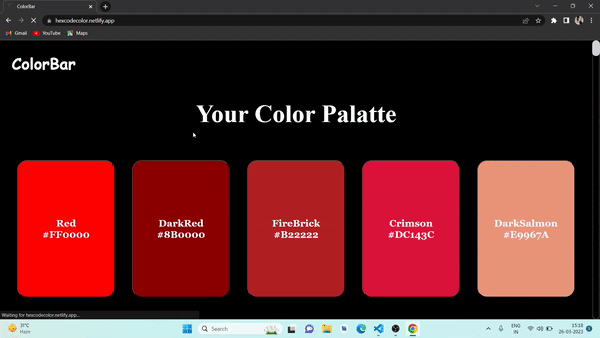 ColorBar
hexcodecolor.netlify.app
Gmail
YouTube
Maps
ColorBar
Your Color Palatte
Red
#FF0000
DarkRed
#8B0000
FireBrick
#B22222
Crimson
#DC143C
DarkSalmon
#E9967A
Waiting for hexcodecolor.netlify.app...
31°C
Haze
Search
ENG
IN
15:18
26-03-2023